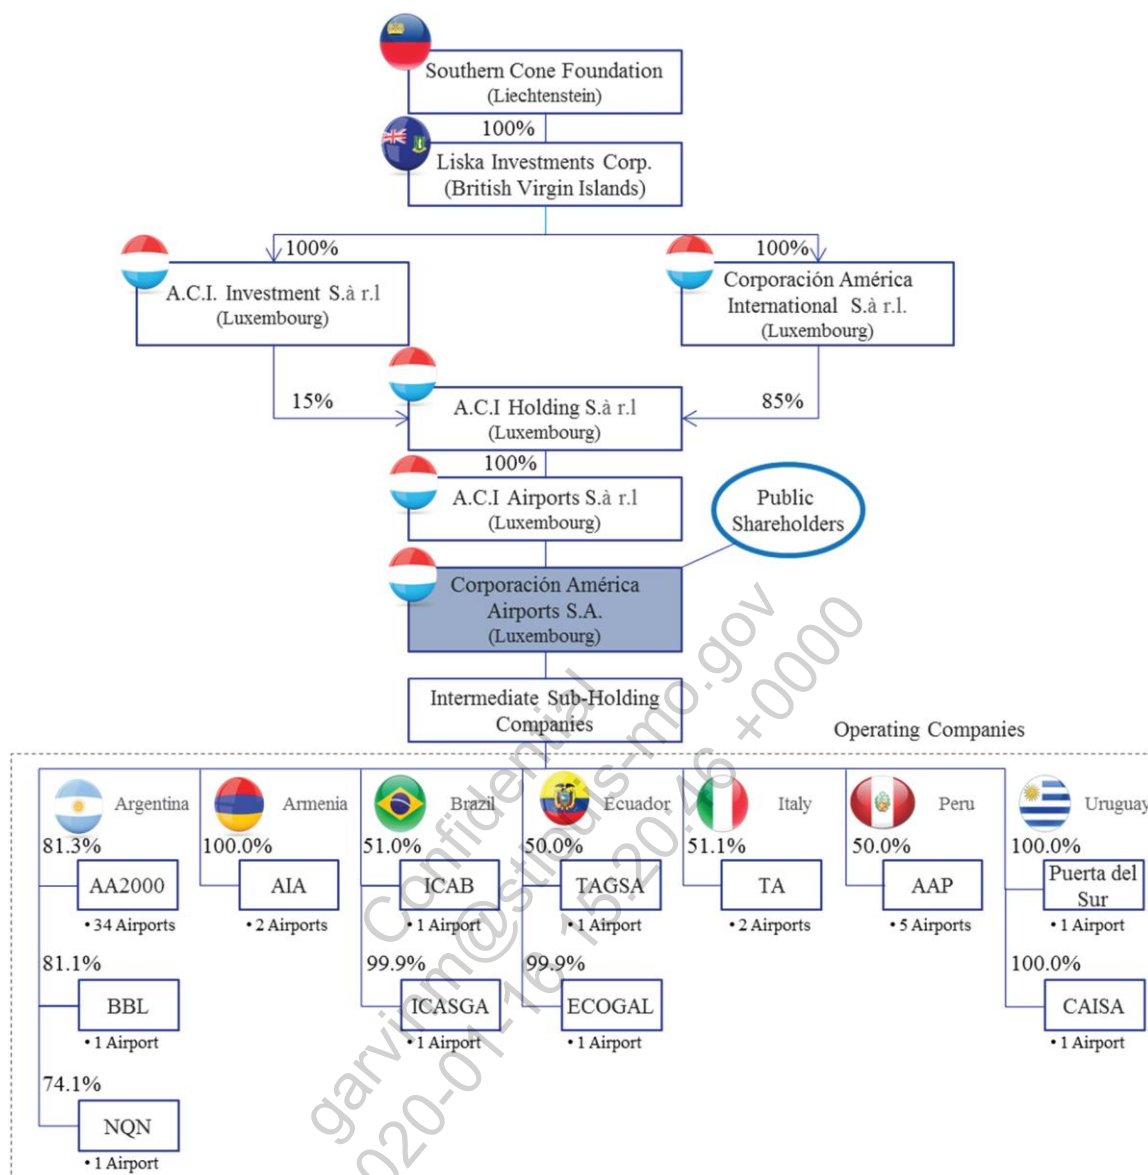 Southern Cone Foundation
(Liechtenstein)
100%
Liska Investments Corp.
(British Virgin Islands)
100%
100%
A.C.I. Investment S.à r.l
(Luxembourg)
Corporación América
International S.à r.l.
(Luxembourg)
15%
85%
A.C.I Holding S.à r.l
(Luxembourg)
100%
A.C.I Airports S.à r.l
(Luxembourg)
Public
Shareholders
Corporación América
Airports S.A.
(Luxembourg)
Intermediate Sub-Holding
Companies
Operating Companies
Argentina
Armenia
Brazil
Ecuador
Italy
Peru
Uruguay
81.3%
100.0%
51.0%
50.0%
51.1%
50.0%
100.0%
AA2000
AIA
ICAB
TAGSA
TA
AAP
Puerta del
Sur
• 34 Airports
• 2 Airports
• 1 Airport
• 1 Airport
• 2 Airports
• 5 Airports
• 1 Airport
81.1%
99.9%
99.9%
100.0%
BBL
ICASGA
ECOGAL
CAISA
• 1 Airport
• 1 Airport
• 1 Airport
• 1 Airport
74.1%
NQN
• 1 Airport
Confidential
garvinm@stlouis-mo.gov
020-01-16 15:20:46 +0000